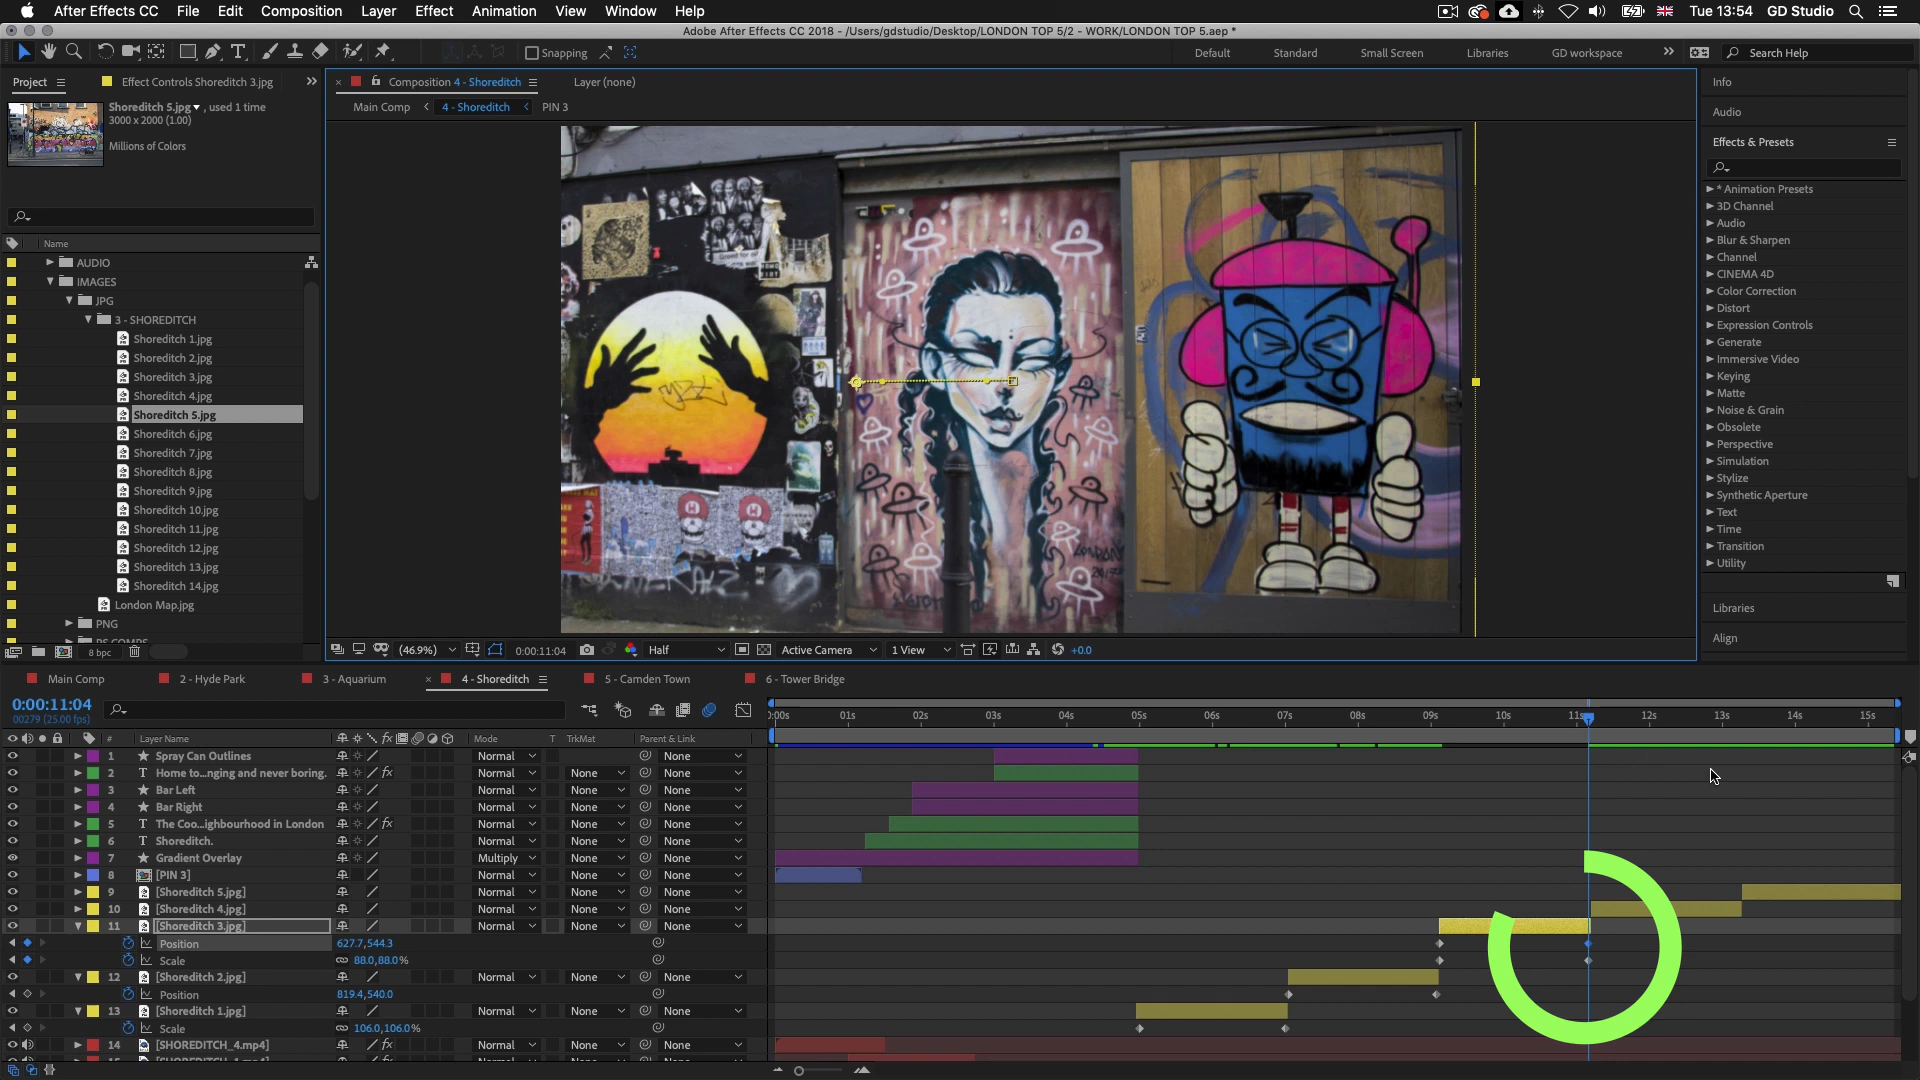 After Effects CC File Edit Composition Layer Effect Animation View Window Help Tue 13:54 GD Studio
Adobe After Effects CC 2018 - /Users/gdstudio/Desktop/LONDON TOP 5/2 - WORK/LONDON TOP 5.aep *
Snapping Default Standard Small Screen Libraries GD workspace Search Help
Project Effect Controls Shoreditch 3.jpg
Composition 4 - Shoreditch Layer (none)
Main Comp 4 - Shoreditch PIN 3
Shoreditch 5.jpg , used 1 time
3000 x 2000 (1.00)
Millions of Colors
Name
AUDIO
IMAGES
JPG
3 - SHOREDITCH
Shoreditch 1.jpg
Shoreditch 2.jpg
Shoreditch 3.jpg
Shoreditch 4.jpg
Shoreditch 5.jpg
Shoreditch 6.jpg
Shoreditch 7.jpg
Shoreditch 8.jpg
Shoreditch 9.jpg
Shoreditch 10.jpg
Shoreditch 11.jpg
Shoreditch 12.jpg
Shoreditch 13.jpg
Shoreditch 14.jpg
London Map.jpg
PNG
PS COMPS
8 bpc
Info
Audio
Effects & Presets
* Animation Presets
3D Channel
Audio
Blur & Sharpen
Channel
CINEMA 4D
Color Correction
Distort
Expression Controls
Generate
Immersive Video
Keying
Matte
Noise & Grain
Obsolete
Perspective
Simulation
Stylize
Synthetic Aperture
Text
Time
Transition
Utility
Libraries
Align
(46.9%) 0:00:11:04 Half Active Camera 1 View +0.0
Main Comp 2 - Hyde Park 3 - Aquarium 4 - Shoreditch 5 - Camden Town 6 - Tower Bridge
0:00:11:04
00279 (25.00 fps)
0:00s 01s 02s 03s 04s 05s 06s 07s 08s 09s 10s 11s 12s 13s 14s 15s
# Layer Name fx Mode T TrkMat Parent & Link
1 Spray Can Outlines Normal None
2 T Home to...nging and never boring. fx Normal None None
3 Bar Left Normal None None
4 Bar Right Normal None None
5 T The Coo...ighbourhood in London fx Normal None None
6 T Shoreditch. Normal None None
7 Gradient Overlay Multiply None None
8 [PIN 3] Normal None None
9 [Shoreditch 5.jpg] Normal None None
10 [Shoreditch 4.jpg] Normal None None
11 [Shoreditch 3.jpg] Normal None None
Position 627.7,544.3
Scale 88.0,88.0%
12 [Shoreditch 2.jpg] Normal None None
Position 819.4,540.0
13 [Shoreditch 1.jpg] Normal None None
Scale 106.0,106.0%
14 [SHOREDITCH_4.mp4] fx Normal None None